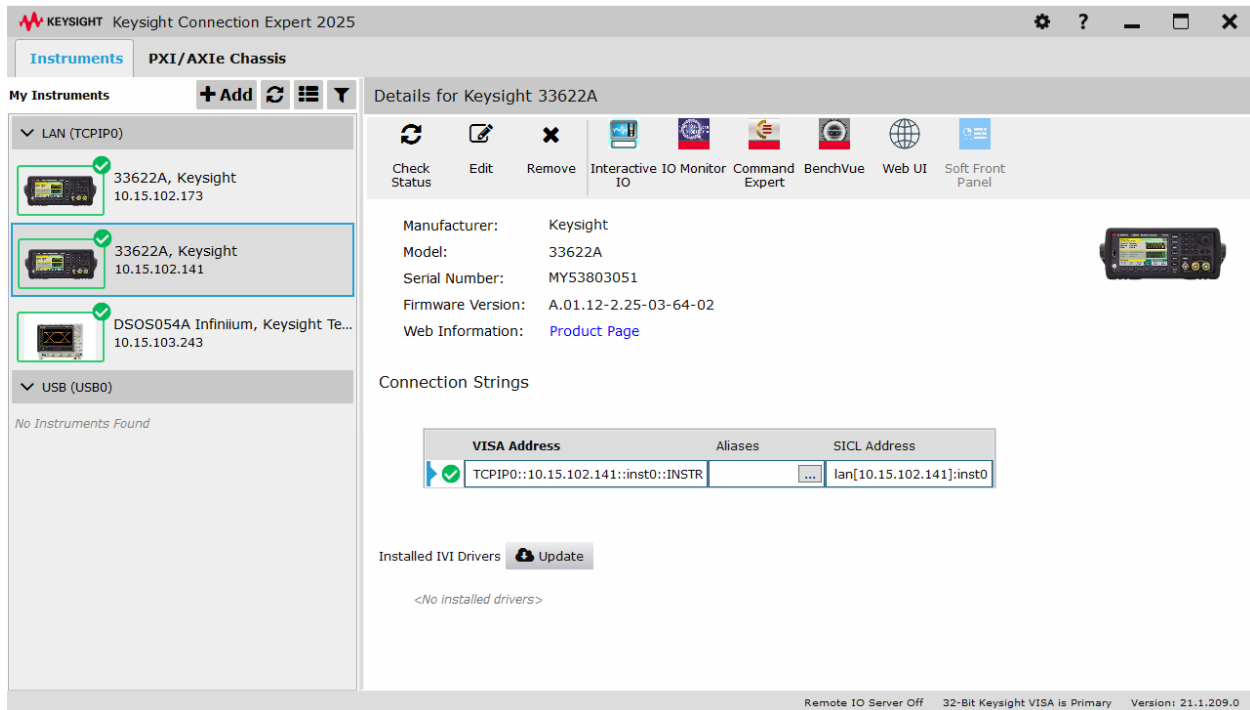 KEYSIGHT Keysight Connection Expert 2025
Instruments PXI/AXIe Chassis
My Instruments Add
LAN (TCPIP0)
33622A, Keysight
10.15.102.173
33622A, Keysight
10.15.102.141
DSOS054A Infiniium, Keysight Te...
10.15.103.243
USB (USB0)
No Instruments Found
Details for Keysight 33622A
Check Status Edit Remove Interactive IO IO Monitor Command Expert BenchVue Web UI Soft Front Panel
Manufacturer: Keysight
Model: 33622A
Serial Number: MY53803051
Firmware Version: A.01.12-2.25-03-64-02
Web Information: Product Page
Connection Strings
VISA Address Aliases SICL Address
TCPIP0::10.15.102.141::inst0::INSTR ... lan[10.15.102.141]:inst0
Installed IVI Drivers Update
<No installed drivers>
Remote IO Server Off 32-Bit Keysight VISA is Primary Version: 21.1.209.0